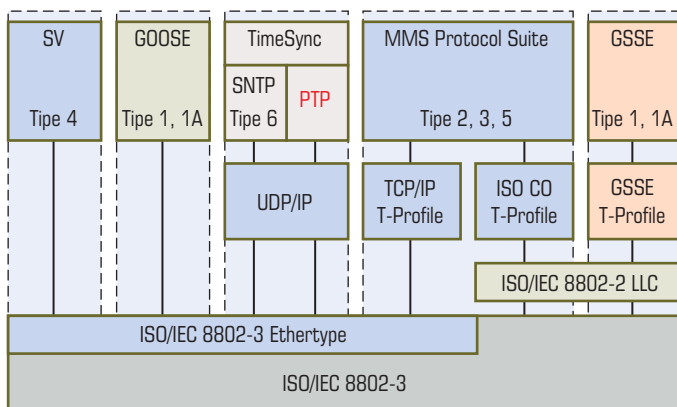 SV
Tipe 4
GOOSE
Tipe 1, 1A
TimeSync
SNTP
Tipe 6
PTP
MMS Protocol Suite
Tipe 2, 3, 5
GSSE
Tipe 1, 1A
UDP/IP
TCP/IP
T-Profile
ISO CO
T-Profile
GSSE
T-Profile
ISO/IEC 8802-2 LLC
ISO/IEC 8802-3 Ethertype
ISO/IEC 8802-3